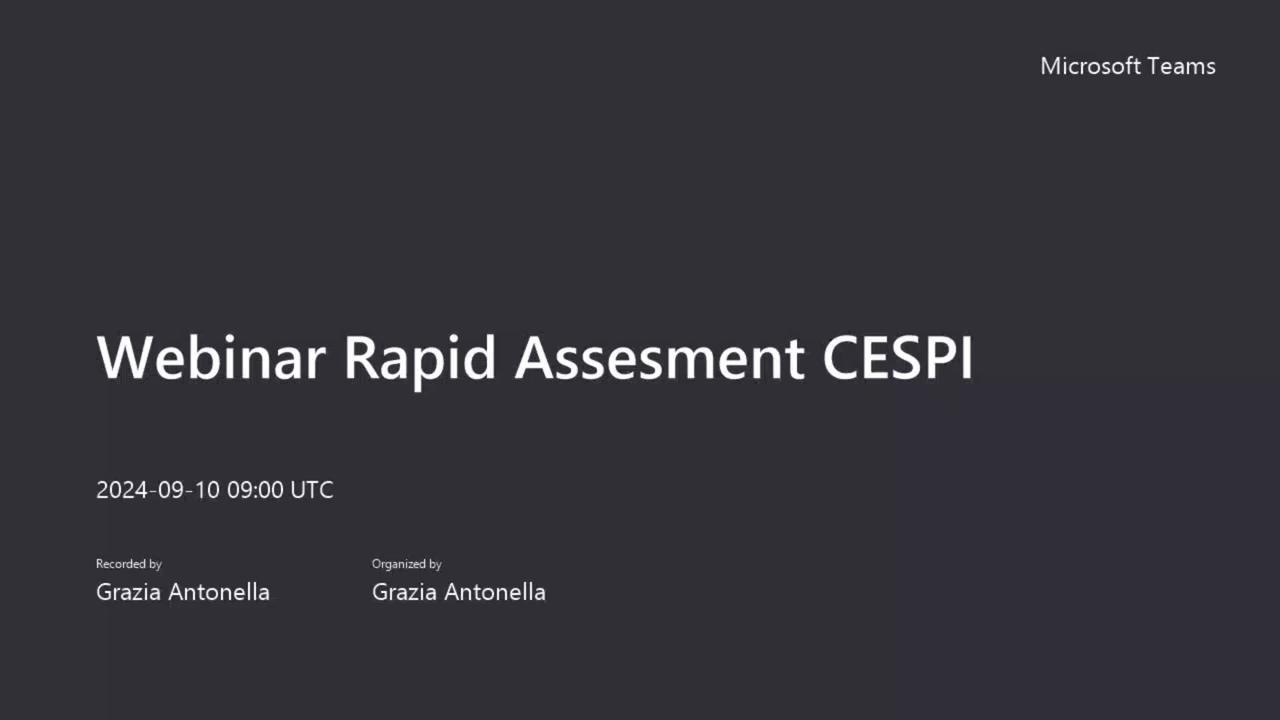 Microsoft Teams
Webinar Rapid Assesment CESPI
2024-09-10 09:00 UTC
Recorded by
Grazia Antonella
Organized by
Grazia Antonella